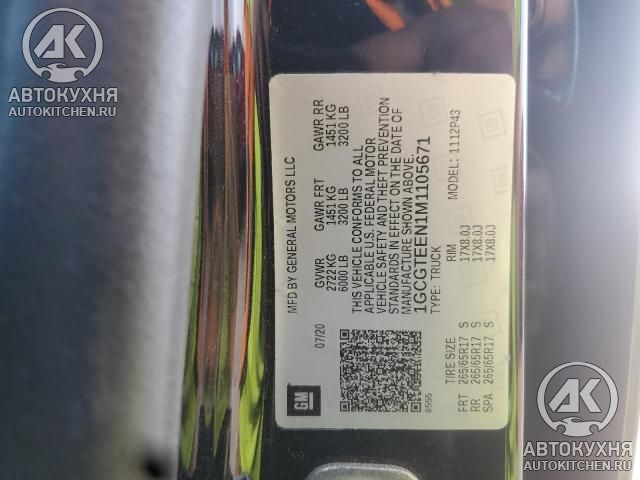 AK
АВТОКУХНЯ
AUTOKITCHEN.RU
MFD BY GENERAL MOTORS LLC
07/20
GVWR GAWR FRT GAWR RR
2722 KG 1451 KG 1451 KG
6000 LB 3200 LB 3200 LB
THIS VEHICLE CONFORMS TO ALL
APPLICABLE U.S. FEDERAL MOTOR
VEHICLE SAFETY AND THEFT PREVENTION
STANDARDS IN EFFECT ON THE DATE OF
MANUFACTURE SHOWN ABOVE.
1GCGTEEN1M1105671
TYPE: TRUCK MODEL: 1112P43
GM
8555
TIRE SIZE RIM
FRT 265/65R17 S 17X8.0J
RR 265/65R17 S 17X8.0J
SPA 265/65R17 S 17X8.0J
AK
АВТОКУХНЯ
AUTOKITCHEN.RU